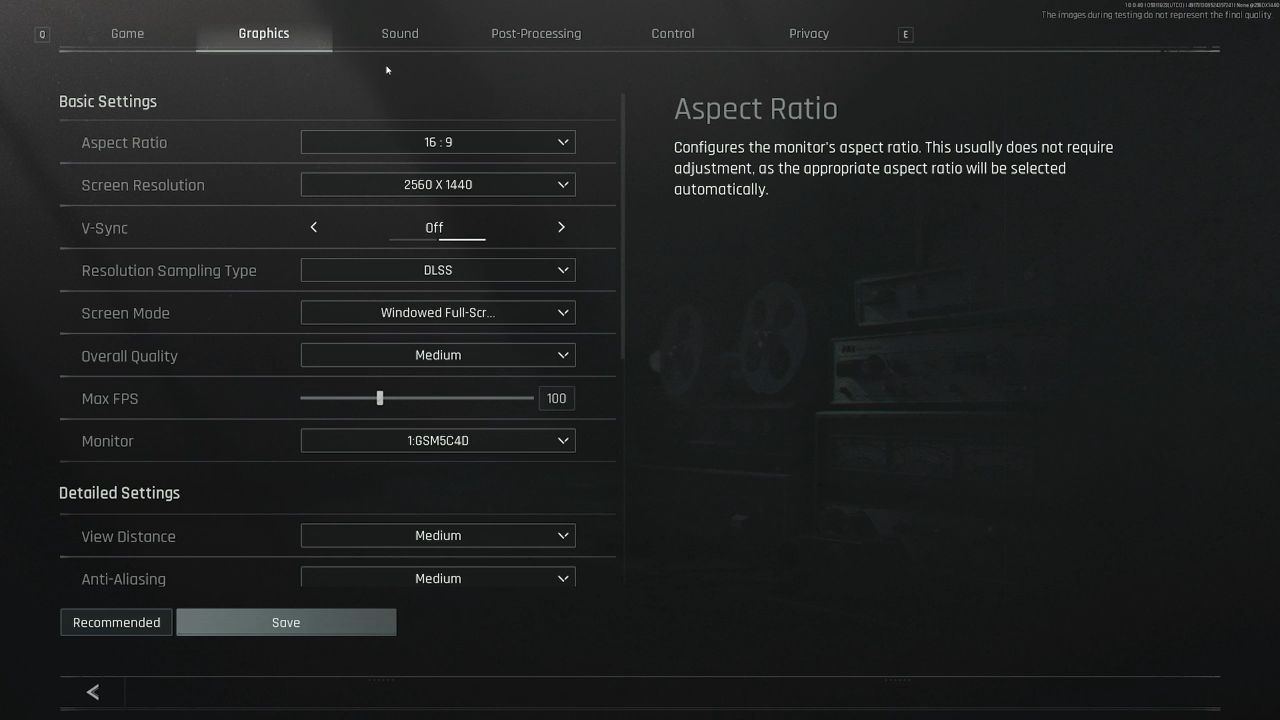 The images during testing do not represent the final quality
Q Game Graphics Sound Post-Processing Control Privacy E
Basic Settings
Aspect Ratio 16 : 9
Screen Resolution 2560 X 1440
V-Sync Off
Resolution Sampling Type DLSS
Screen Mode Windowed Full-Scr...
Overall Quality Medium
Max FPS 100
Monitor 1:GSM5C4D
Detailed Settings
View Distance Medium
Anti-Aliasing Medium
Recommended Save
Aspect Ratio
Configures the monitor's aspect ratio. This usually does not require
adjustment, as the appropriate aspect ratio will be selected
automatically.